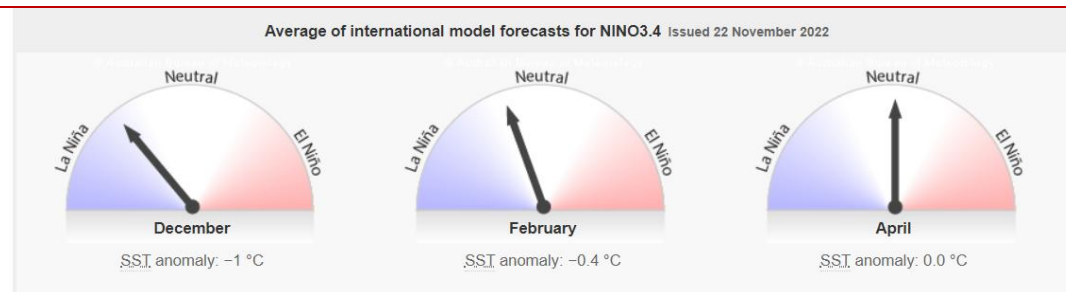 Average of international model forecasts for NINO3.4 Issued 22 November 2022
Neutral
La Niña
El Niño
December
SST anomaly: −1 °C
Neutral
La Niña
El Niño
February
SST anomaly: −0.4 °C
Neutral
La Niña
El Niño
April
SST anomaly: 0.0 °C